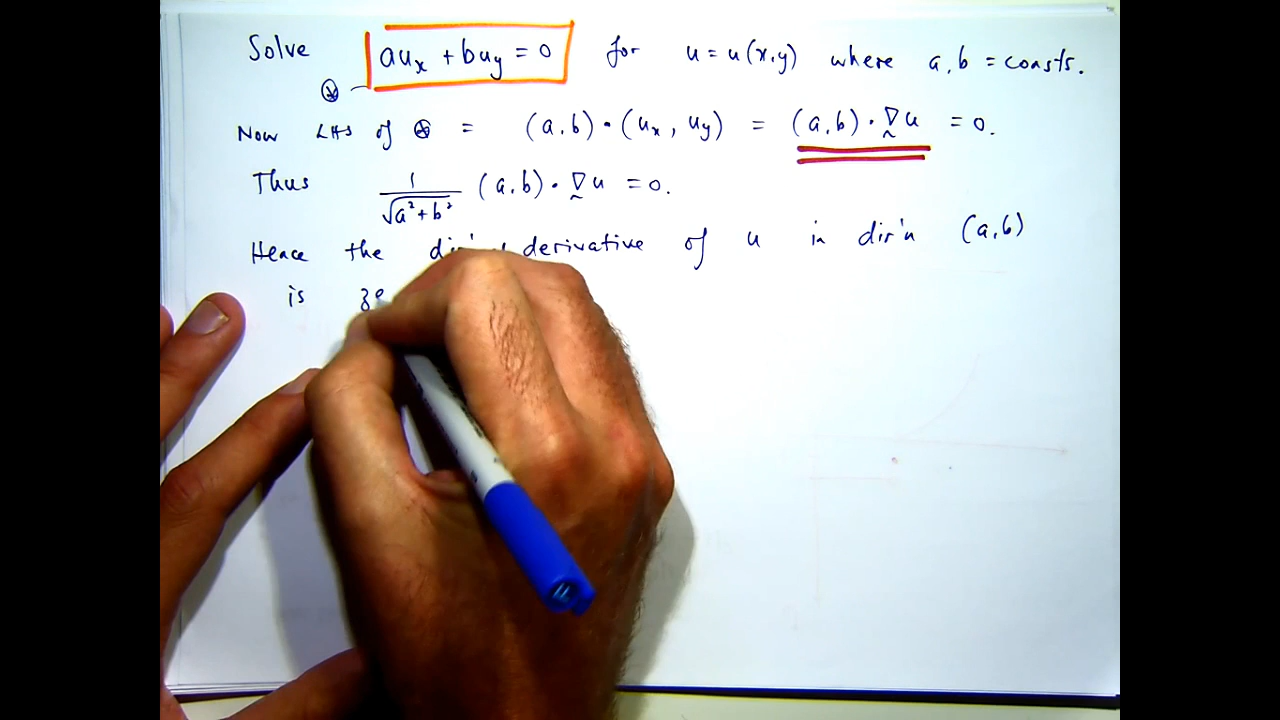 Solve au_x + bu_y = 0 for u = u(x,y) where a,b = consts.
⊛
Now LHS of ⊛ = (a,b)·(u_x, u_y) = (a,b)·∇̰u = 0.
Thus 1/√(a²+b²) (a,b)·∇̰u = 0.
Hence the derivative of u in dir'n (a,b)
is